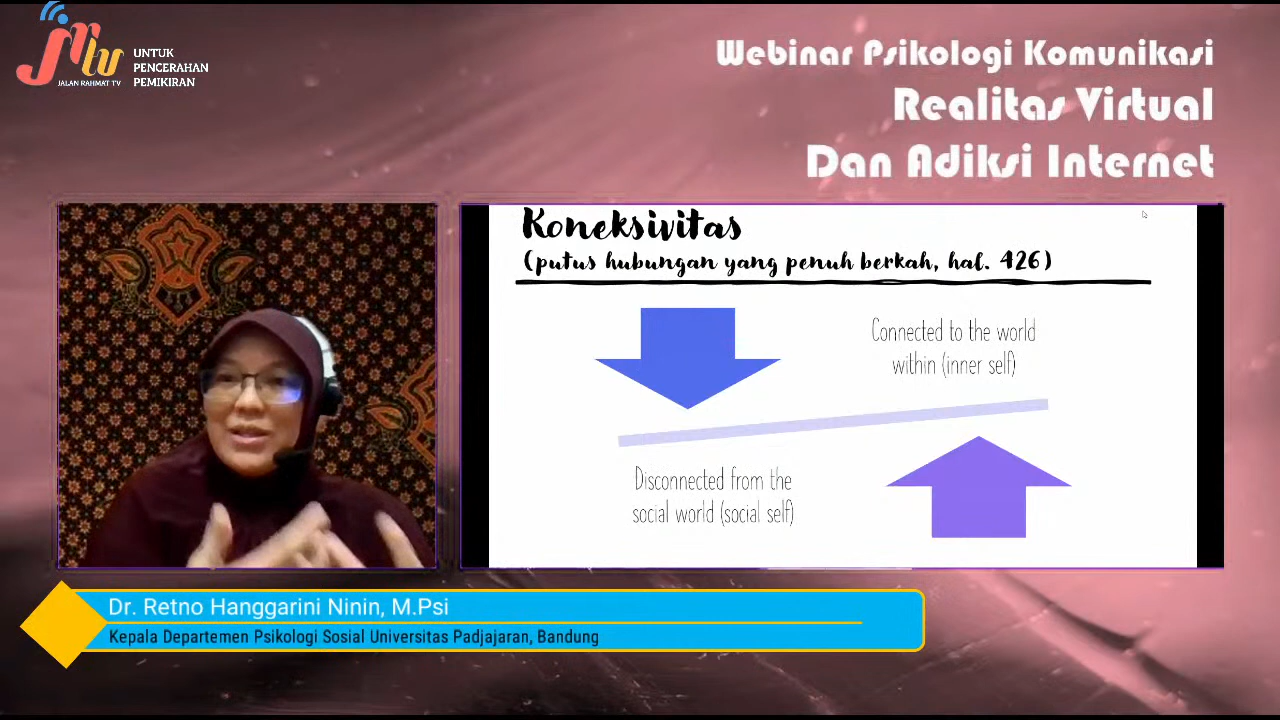 jrtv
JALAN RAHMAT TV
UNTUK
PENCERAHAN
PEMIKIRAN
Webinar Psikologi Komunikasi
Realitas Virtual
Dan Adiksi Internet
Koneksivitas
(putus hubungan yang penuh berkah, hal. 426)
Connected to the world
within (inner self)
Disconnected from the
social world (social self)
Dr. Retno Hanggarini Ninin, M.Psi
Kepala Departemen Psikologi Sosial Universitas Padjajaran, Bandung